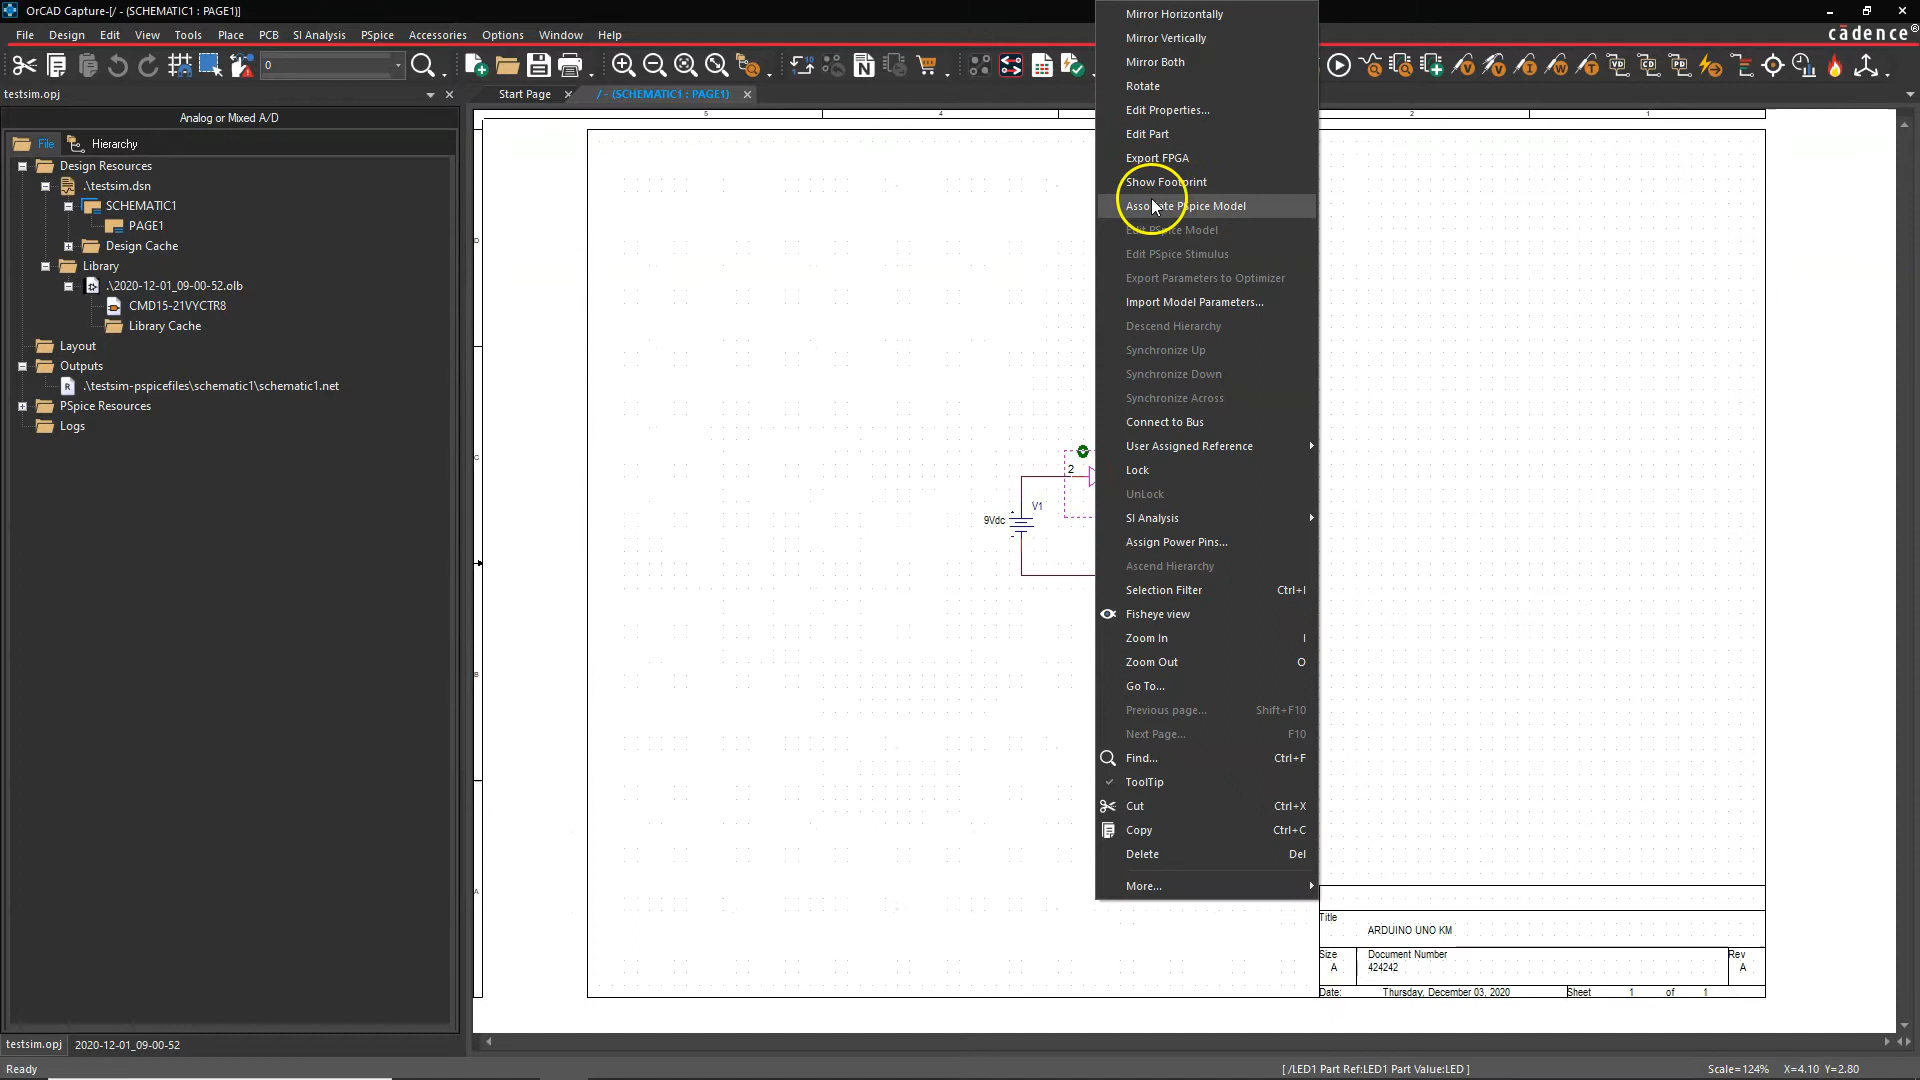 OrCAD Capture-[/ - (SCHEMATIC1 : PAGE1)]
File Design Edit View Tools Place PCB SI Analysis PSpice Accessories Options Window Help
cādence®
0
testsim.opj
Start Page
/ - (SCHEMATIC1 : PAGE1)
Analog or Mixed A/D
File
Hierarchy
Design Resources
.\testsim.dsn
SCHEMATIC1
PAGE1
Design Cache
Library
.\2020-12-01_09-00-52.olb
CMD15-21VYCTR8
Library Cache
Layout
Outputs
R .\testsim-pspicefiles\schematic1\schematic1.net
PSpice Resources
Logs
5 4 2 1
D
C
B
A
2
V1
9Vdc
Mirror Horizontally
Mirror Vertically
Mirror Both
Rotate
Edit Properties...
Edit Part
Export FPGA
Show Footprint
Associate PSpice Model
Edit PSpice Model
Edit PSpice Stimulus
Export Parameters to Optimizer
Import Model Parameters...
Descend Hierarchy
Synchronize Up
Synchronize Down
Synchronize Across
Connect to Bus
User Assigned Reference
Lock
UnLock
SI Analysis
Assign Power Pins...
Ascend Hierarchy
Selection Filter Ctrl+I
Fisheye view
Zoom In I
Zoom Out O
Go To...
Previous page... Shift+F10
Next Page... F10
Find... Ctrl+F
ToolTip
Cut Ctrl+X
Copy Ctrl+C
Delete Del
More...
Title
ARDUINO UNO KM
Size Document Number Rev
A 424242 A
Date: Thursday, December 03, 2020 Sheet 1 of 1
testsim.opj 2020-12-01_09-00-52
Ready
[ /LED1 Part Ref:LED1 Part Value:LED ]
Scale=124% X=4.10 Y=2.80